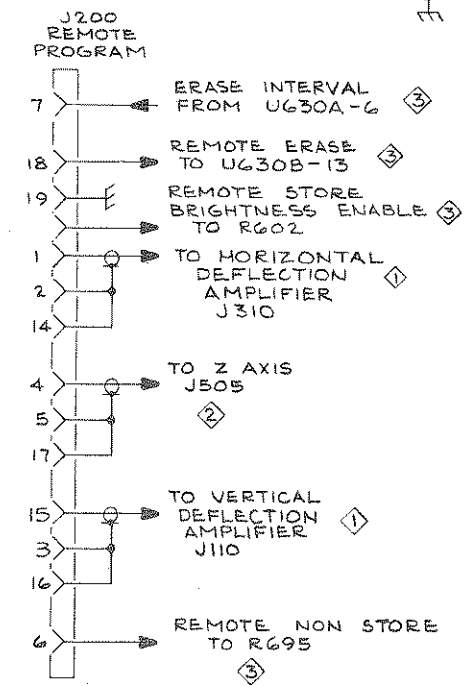 J200
REMOTE
PROGRAM
7
ERASE INTERVAL
FROM U630A-6
3
18
REMOTE ERASE
TO U630B-13
3
19
REMOTE STORE
BRIGHTNESS ENABLE
3
TO R602
1
TO HORIZONTAL
DEFLECTION
AMPLIFIER
J310
1
2
14
4
TO Z AXIS
J505
2
5
17
15
TO VERTICAL
DEFLECTION
AMPLIFIER
J110
1
3
16
6
REMOTE NON STORE
TO R695
3